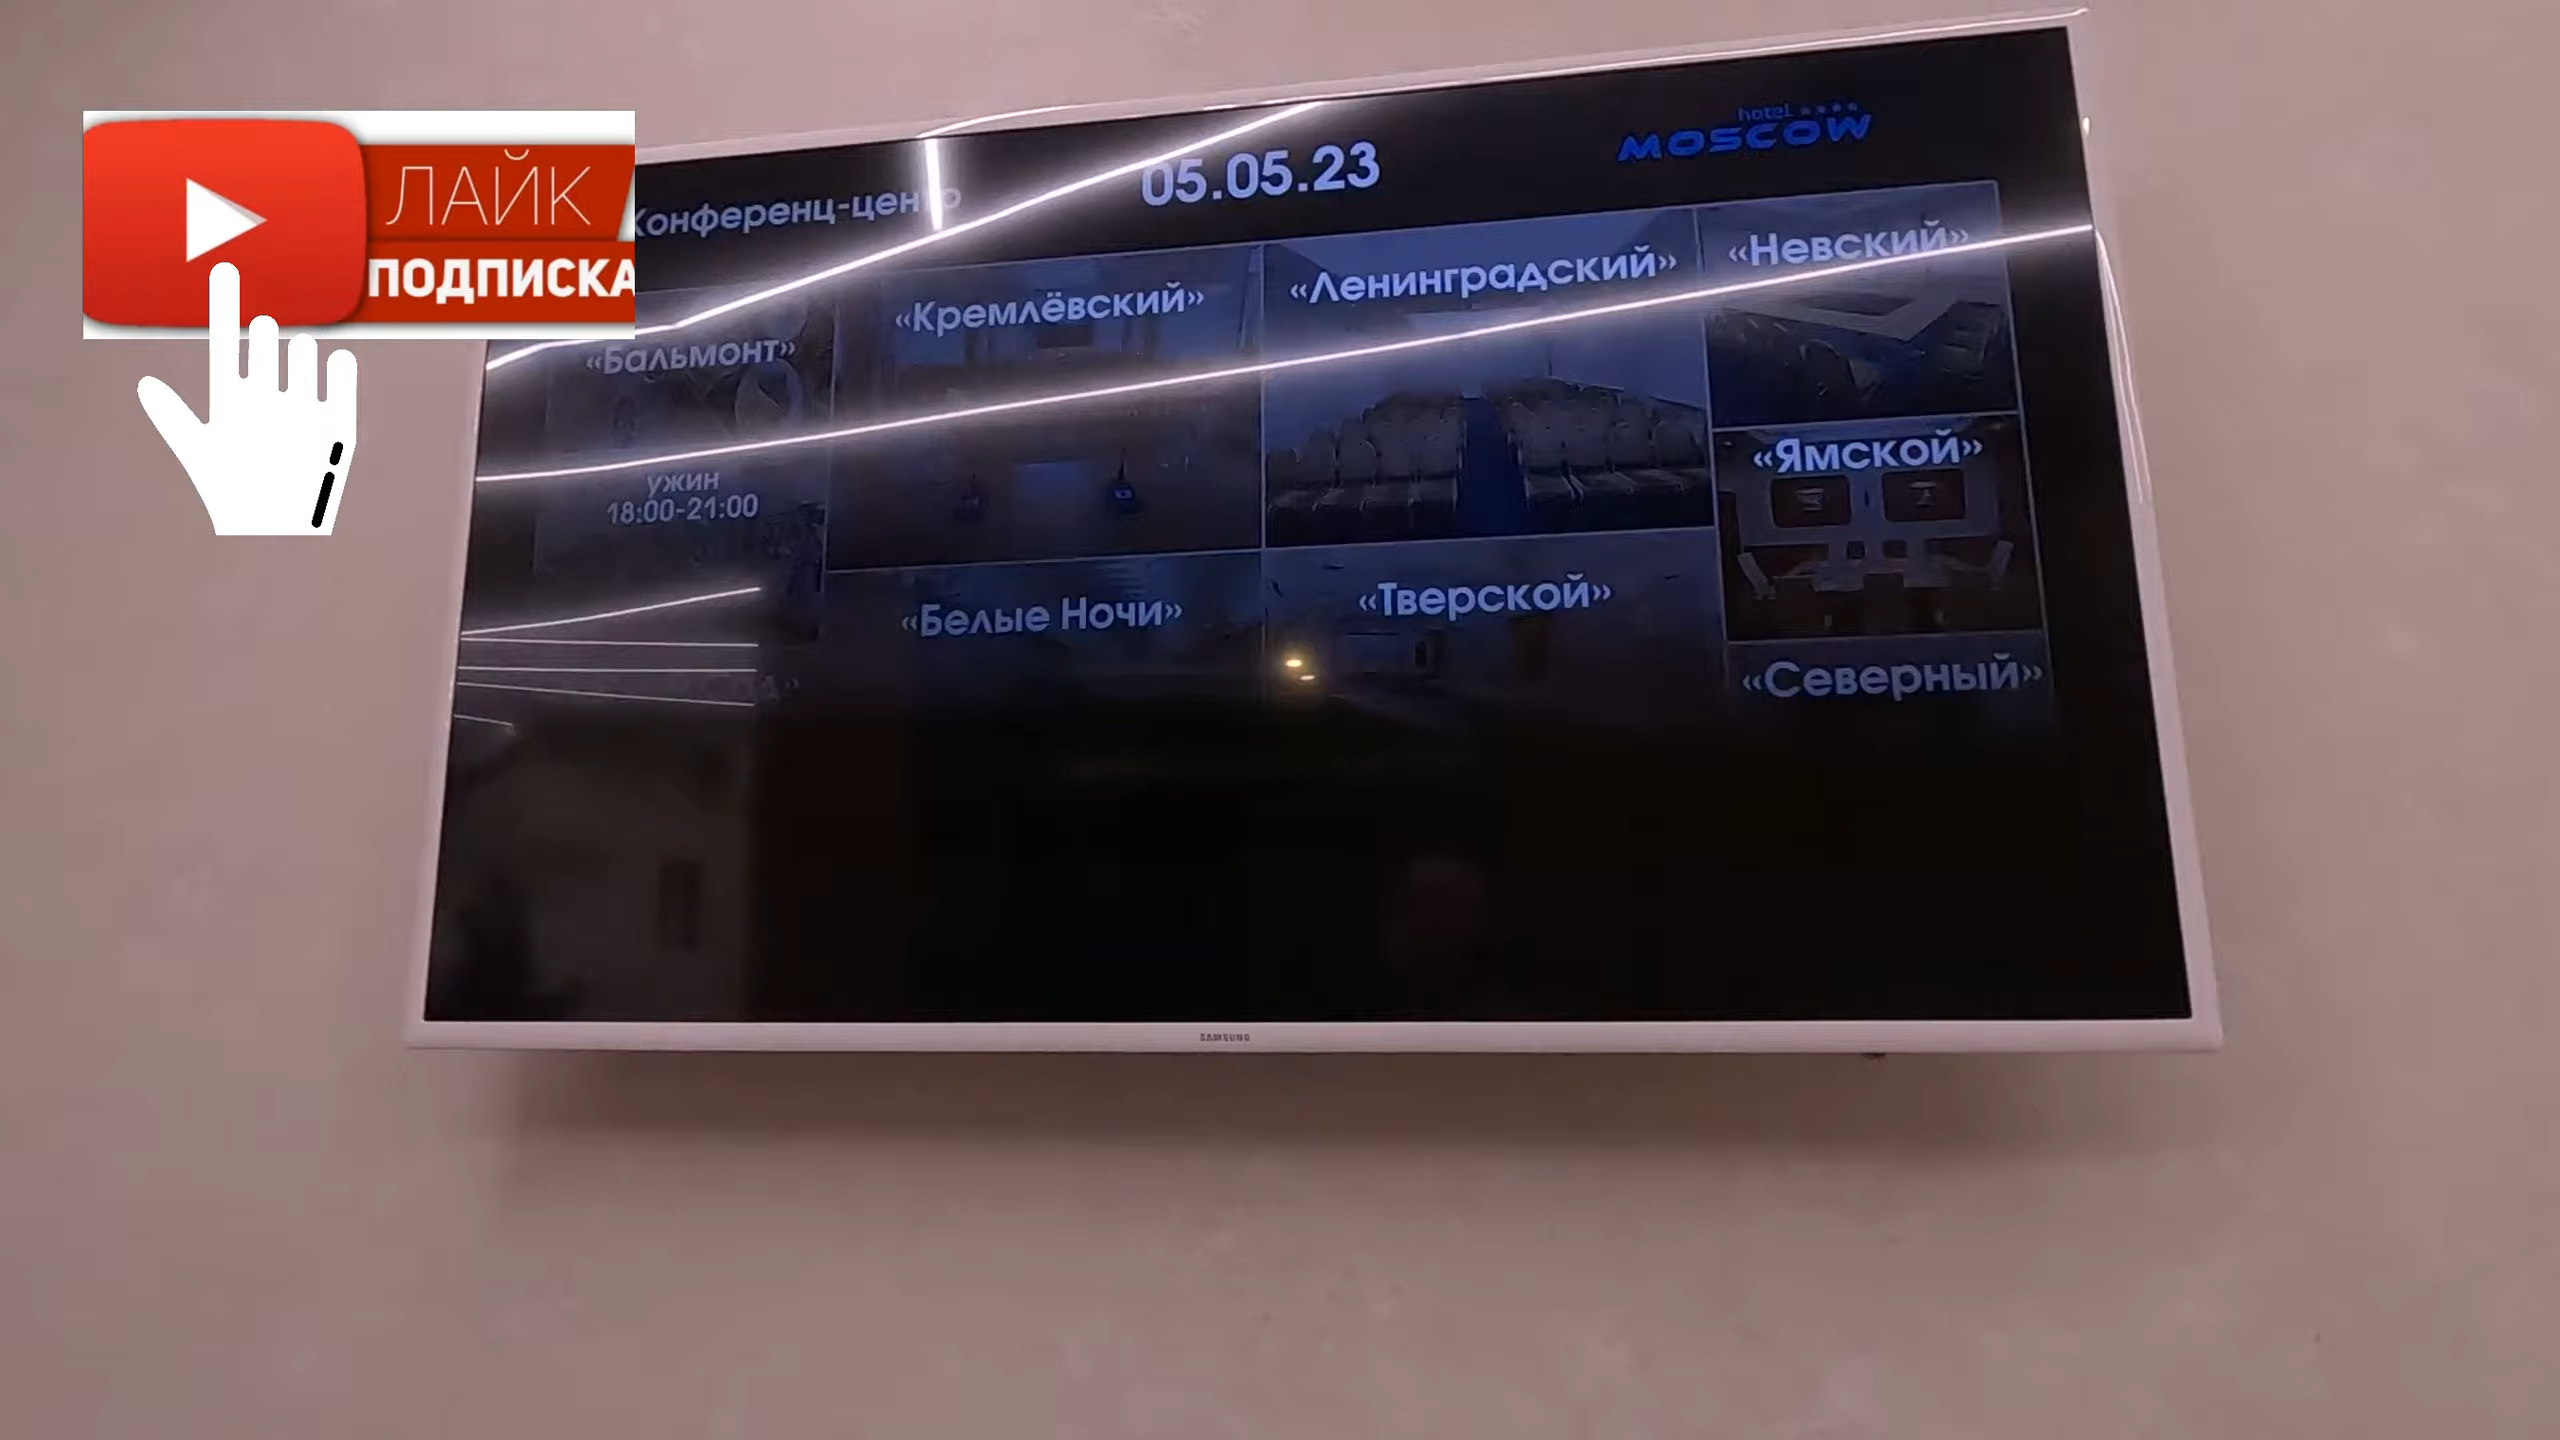 ЛАЙК
ПОДПИСКА
Конференц-центр
05.05.23
hotel
MOSCOW
«Бальмонт»
ужин
18:00-21:00
«Кремлёвский»
«Ленинградский»
«Невский»
«Ямской»
«Белые Ночи»
«Тверской»
«Северный»
SAMSUNG